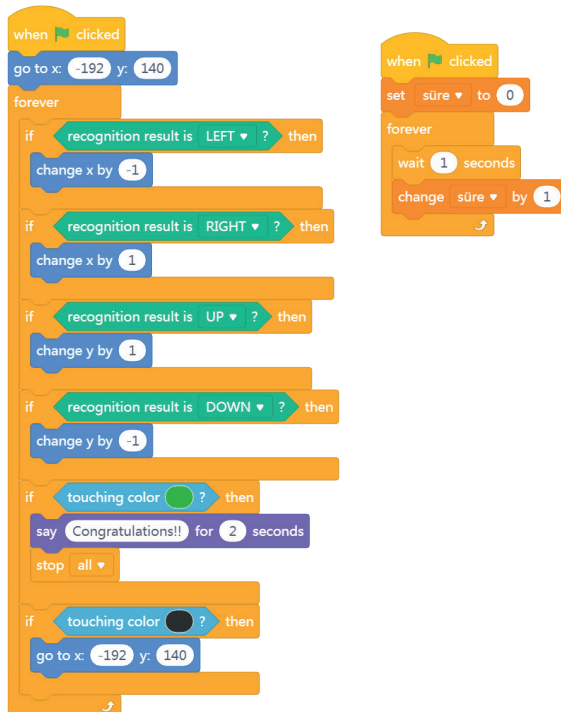 when clicked
go to x: -192 y: 140
forever
if recognition result is LEFT ? then
change x by -1
if recognition result is RIGHT ? then
change x by 1
if recognition result is UP ? then
change y by 1
if recognition result is DOWN ? then
change y by -1
if touching color ? then
say Congratulations!! for 2 seconds
stop all
if touching color ? then
go to x: -192 y: 140
when clicked
set süre to 0
forever
wait 1 seconds
change süre by 1